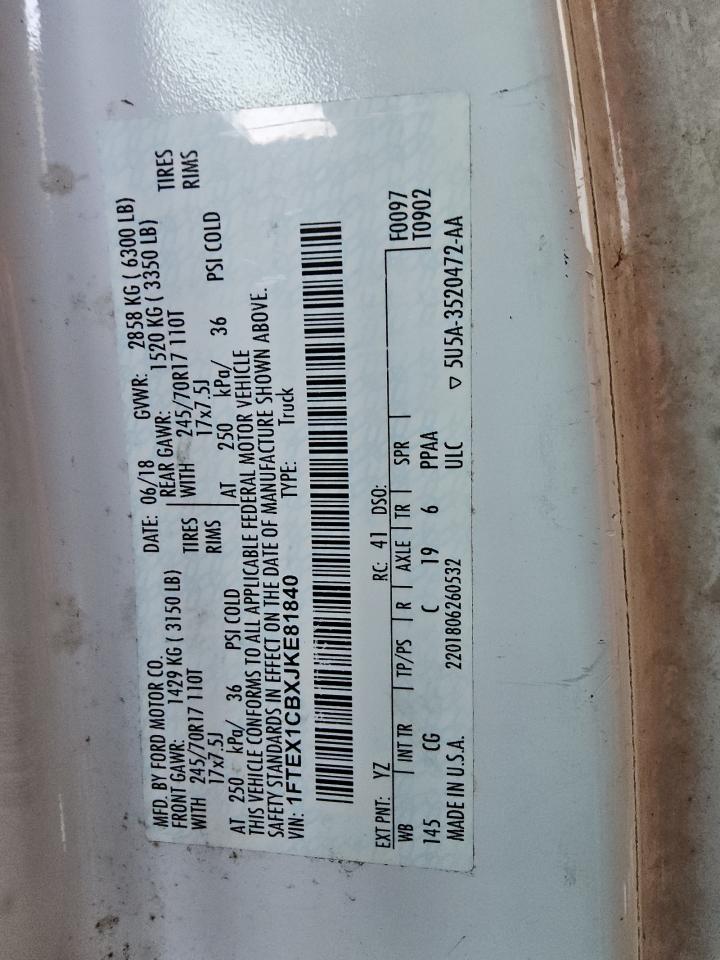 MFD. BY FORD MOTOR CO. DATE: 06/18 GVWR: 2858 KG ( 6300 LB)
FRONT GAWR: 1429 KG ( 3150 LB) REAR GAWR: 1520 KG ( 3350 LB)
WITH 245/70R17 110T TIRES WITH 245/70R17 110T TIRES
17x7.5J RIMS 17x7.5J RIMS
AT 250 kPa/ 36 PSI COLD AT 250 kPa/ 36 PSI COLD
THIS VEHICLE CONFORMS TO ALL APPLICABLE FEDERAL MOTOR VEHICLE
SAFETY STANDARDS IN EFFECT ON THE DATE OF MANUFACTURE SHOWN ABOVE.
VIN: 1FTEX1CBXJKE81840 TYPE: Truck
EXT PNT: YZ RC: 41 DSO: F0097
WB INT TR TP/PS R AXLE TR SPR T0902
145 CG C 19 6 PPAA
MADE IN U.S.A. 2201806260532 ULC ▽ 5U5A-3520472-AA